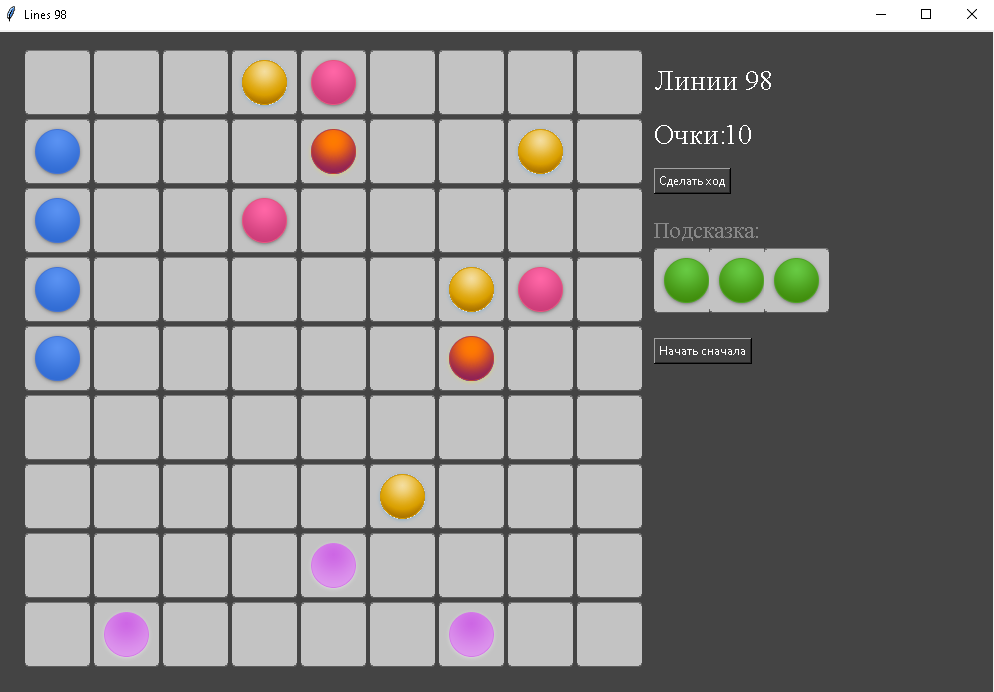 Lines 98
Линии 98
Очки:10
Сделать ход
Подсказка:
Начать сначала